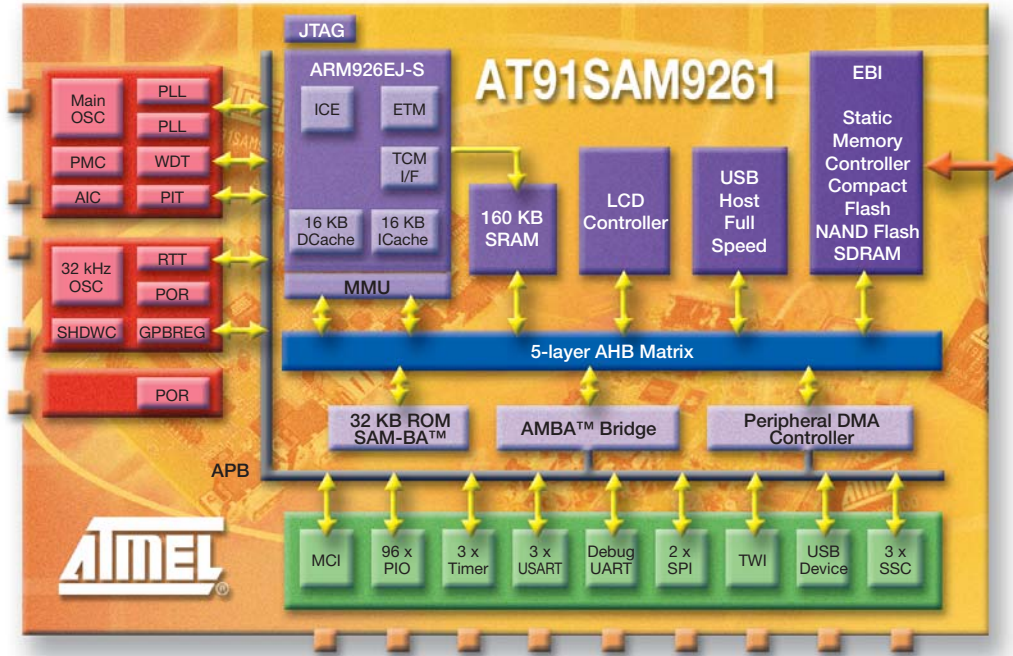 JTAG
AT91SAM9261
ARM926EJ-S
ICE
ETM
TCM
I/F
16 KB
DCache
16 KB
ICache
MMU
Main
OSC
PLL
PLL
PMC
WDT
AIC
PIT
32 kHz
OSC
RTT
POR
SHDWC
GPBREG
POR
160 KB
SRAM
LCD
Controller
USB
Host
Full
Speed
EBI
Static
Memory
Controller
Compact
Flash
NAND Flash
SDRAM
5-layer AHB Matrix
32 KB ROM
SAM-BA™
AMBA™ Bridge
Peripheral DMA
Controller
APB
ATMEL®
MCI
96 x
PIO
3 x
Timer
3 x
USART
Debug
UART
2 x
SPI
TWI
USB
Device
3 x
SSC